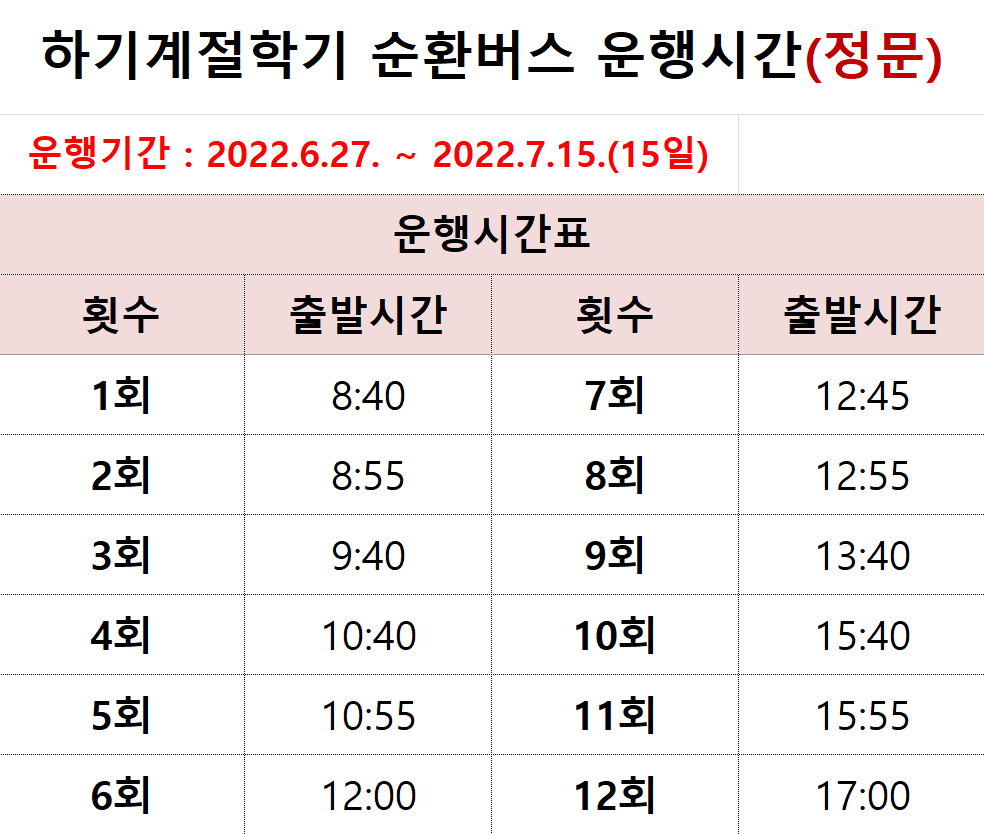 하기계절학기 순환버스 운행시간(정문)
운행기간 : 2022.6.27. ~ 2022.7.15.(15일)
운행시간표
횟수 출발시간 횟수 출발시간
1회 8:40 7회 12:45
2회 8:55 8회 12:55
3회 9:40 9회 13:40
4회 10:40 10회 15:40
5회 10:55 11회 15:55
6회 12:00 12회 17:00